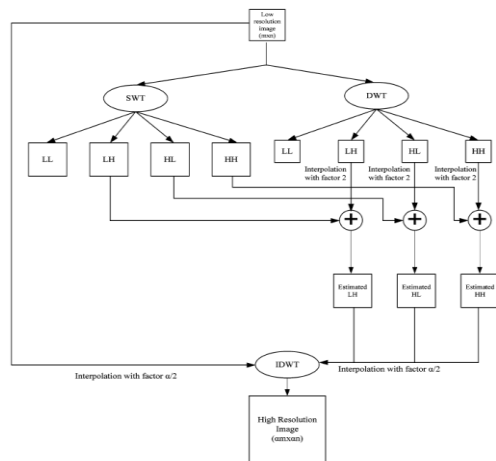 Low
resolution
image
(mxn)
SWT
DWT
LL
LH
HL
HH
LL
LH
HL
HH
Interpolation
with factor 2
Interpolation
with factor 2
Interpolation
with factor 2
+
+
+
Estimated
LH
Estimated
HL
Estimated
HH
Interpolation with factor α/2
IDWT
Interpolation with factor α/2
High Resolution
Image
(αmxαn)